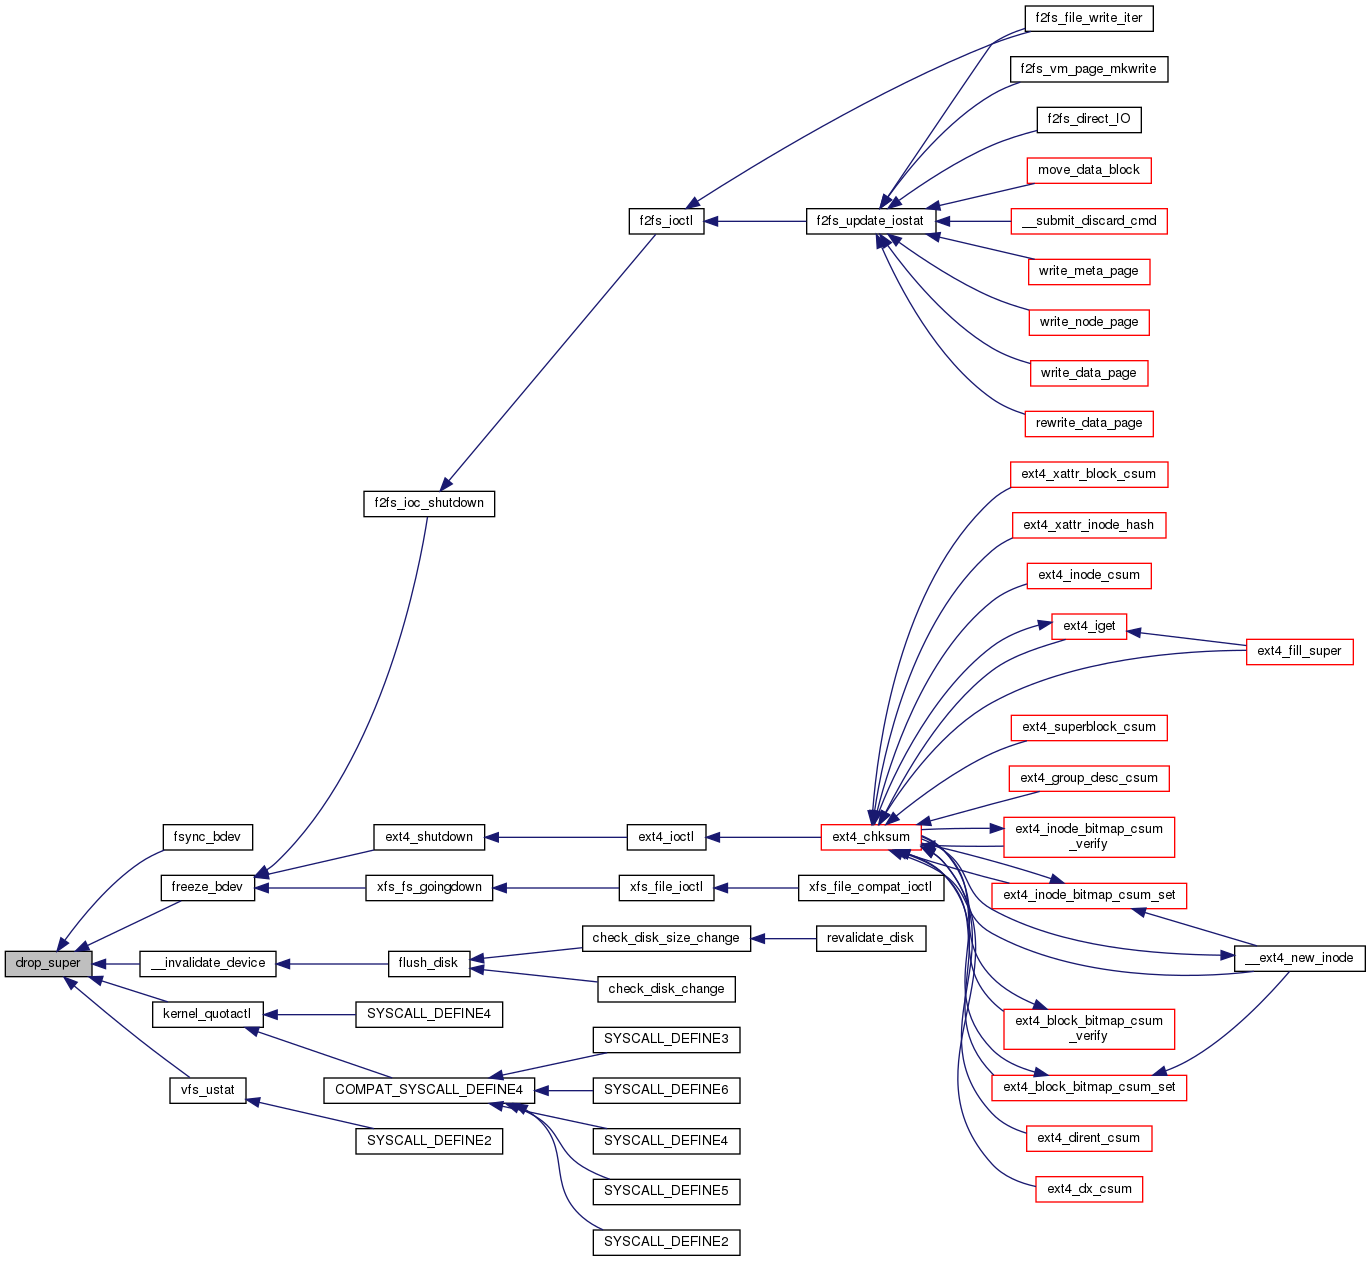 f2fs_file_write_iter
f2fs_vm_page_mkwrite
f2fs_direct_IO
move_data_block
f2fs_ioctl
f2fs_update_iostat
__submit_discard_cmd
write_meta_page
write_node_page
write_data_page
rewrite_data_page
ext4_xattr_block_csum
f2fs_ioc_shutdown
ext4_xattr_inode_hash
ext4_inode_csum
ext4_iget
ext4_fill_super
ext4_superblock_csum
ext4_group_desc_csum
fsync_bdev
ext4_shutdown
ext4_ioctl
ext4_chksum
ext4_inode_bitmap_csum
_verify
freeze_bdev
xfs_fs_goingdown
xfs_file_ioctl
xfs_file_compat_ioctl
ext4_inode_bitmap_csum_set
check_disk_size_change
revalidate_disk
drop_super
__invalidate_device
flush_disk
__ext4_new_inode
check_disk_change
kernel_quotactl
SYSCALL_DEFINE4
ext4_block_bitmap_csum
_verify
SYSCALL_DEFINE3
vfs_ustat
COMPAT_SYSCALL_DEFINE4
SYSCALL_DEFINE6
ext4_block_bitmap_csum_set
SYSCALL_DEFINE2
SYSCALL_DEFINE4
ext4_dirent_csum
SYSCALL_DEFINE5
ext4_dx_csum
SYSCALL_DEFINE2